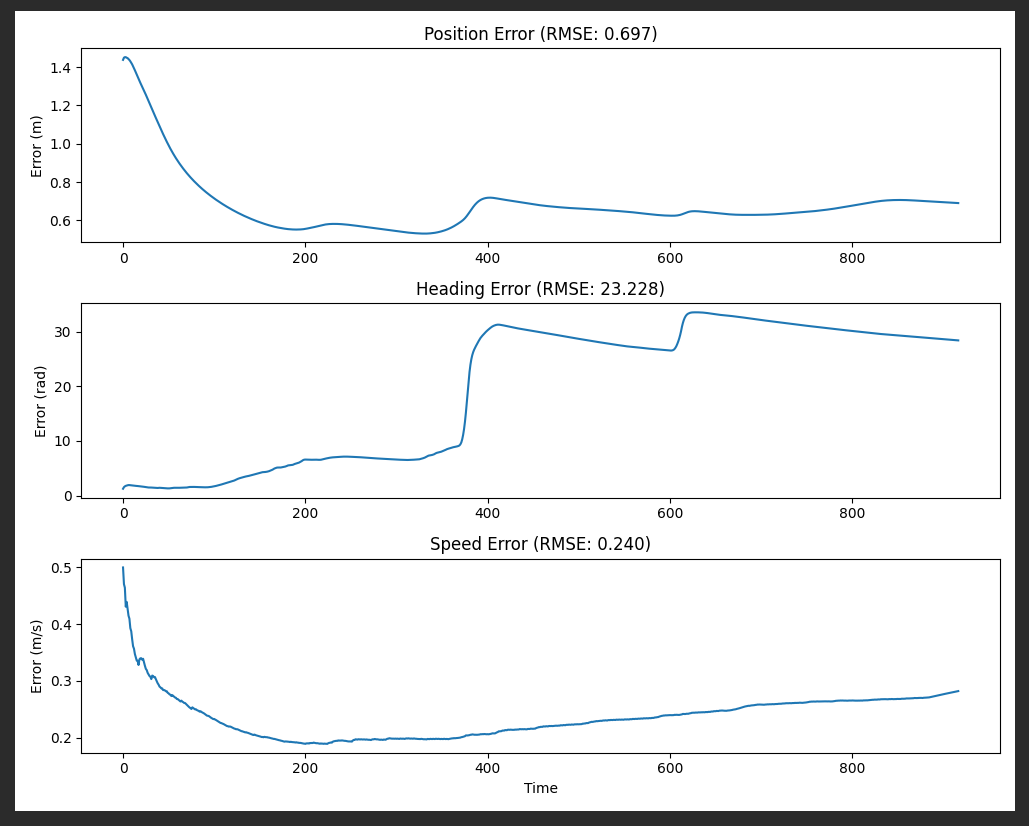 Position Error (RMSE: 0.697)
Error (m)
1.4
1.2
1.0
0.8
0.6
0 200 400 600 800
Heading Error (RMSE: 23.228)
Error (rad)
30
20
10
0
0 200 400 600 800
Speed Error (RMSE: 0.240)
Error (m/s)
0.5
0.4
0.3
0.2
0 200 400 600 800
Time